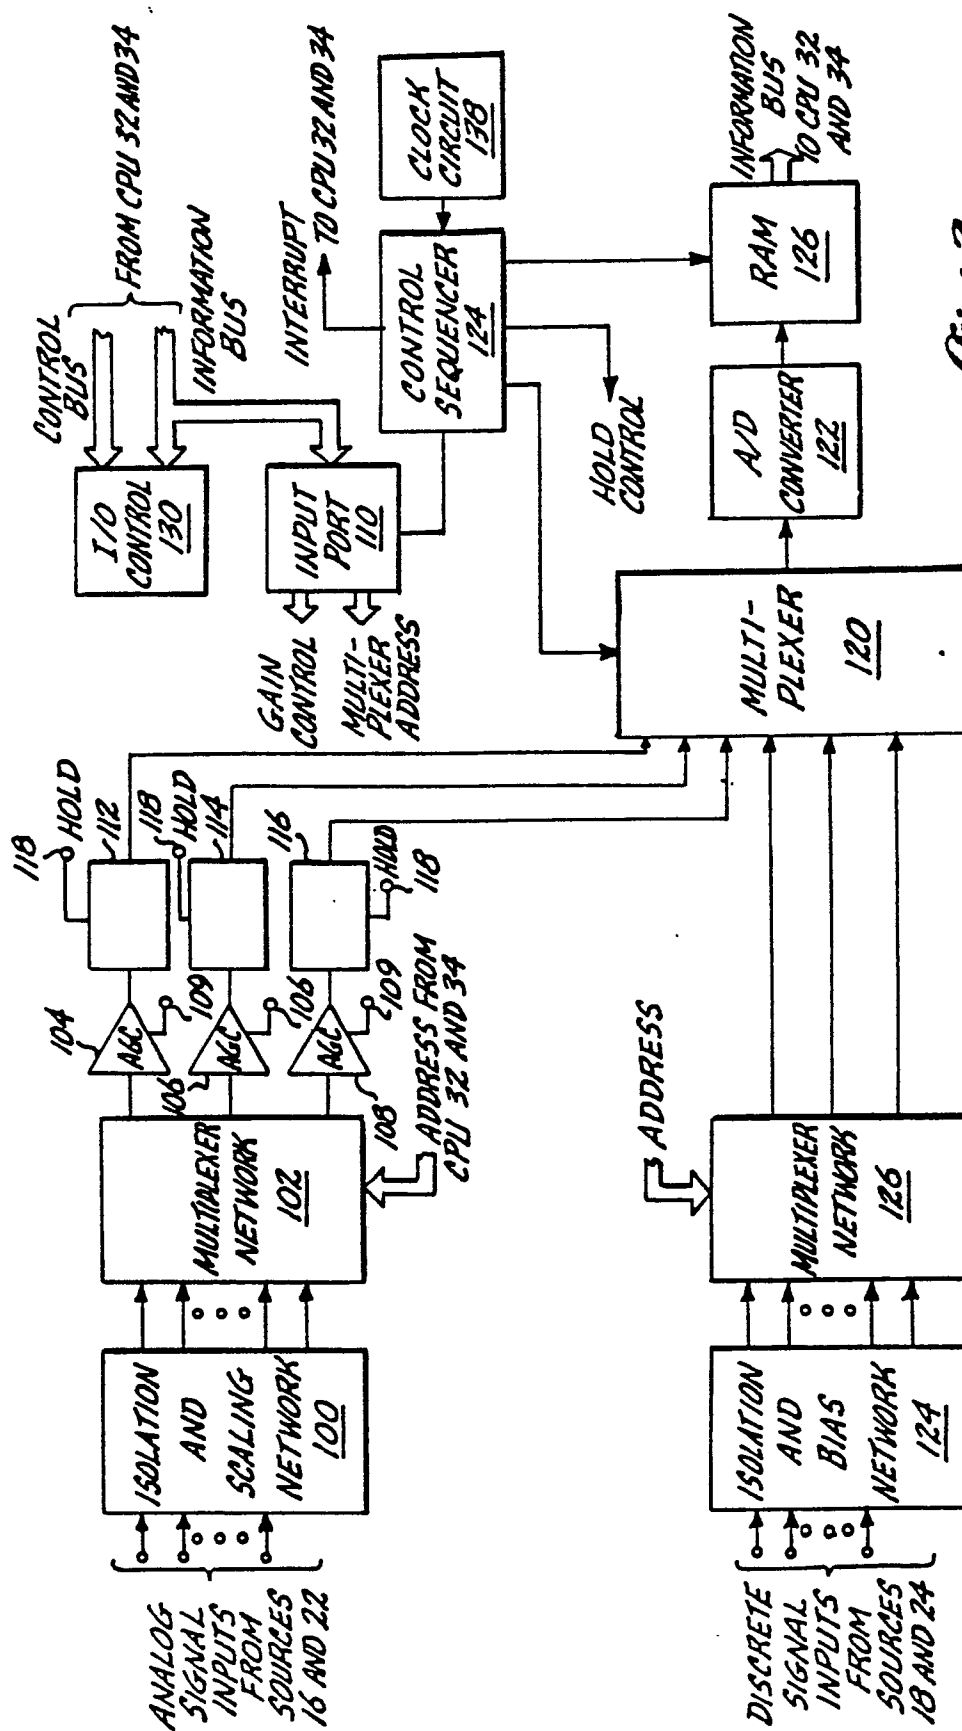 ANALOG
SIGNAL
INPUTS
FROM
SOURCES
16 AND 22
ISOLATION
AND
SCALING
NETWORK
100
MULTIPLEXER
NETWORK
102
ADDRESS FROM
CPU 32 AND 34
104
AGC
109
106
AGC
106
108
AGC
109
118
HOLD
112
118
HOLD
114
116
HOLD
118
GAIN
CONTROL
MULTI-
PLEXER
ADDRESS
I/O
CONTROL
130
INPUT
PORT
110
CONTROL
BUS
FROM CPU 32 AND 34
INFORMATION
BUS
INTERRUPT
TO CPU 32 AND 34
CONTROL
SEQUENCER
124
CLOCK
CIRCUIT
138
HOLD
CONTROL
DISCRETE
SIGNAL
INPUTS
FROM
SOURCES
18 AND 24
ISOLATION
AND
BIAS
NETWORK
124
ADDRESS
MULTIPLEXER
NETWORK
126
MULTI-
PLEXER
120
A/D
CONVERTER
122
RAM
126
INFORMATION
BUS
TO CPU 32
AND 34